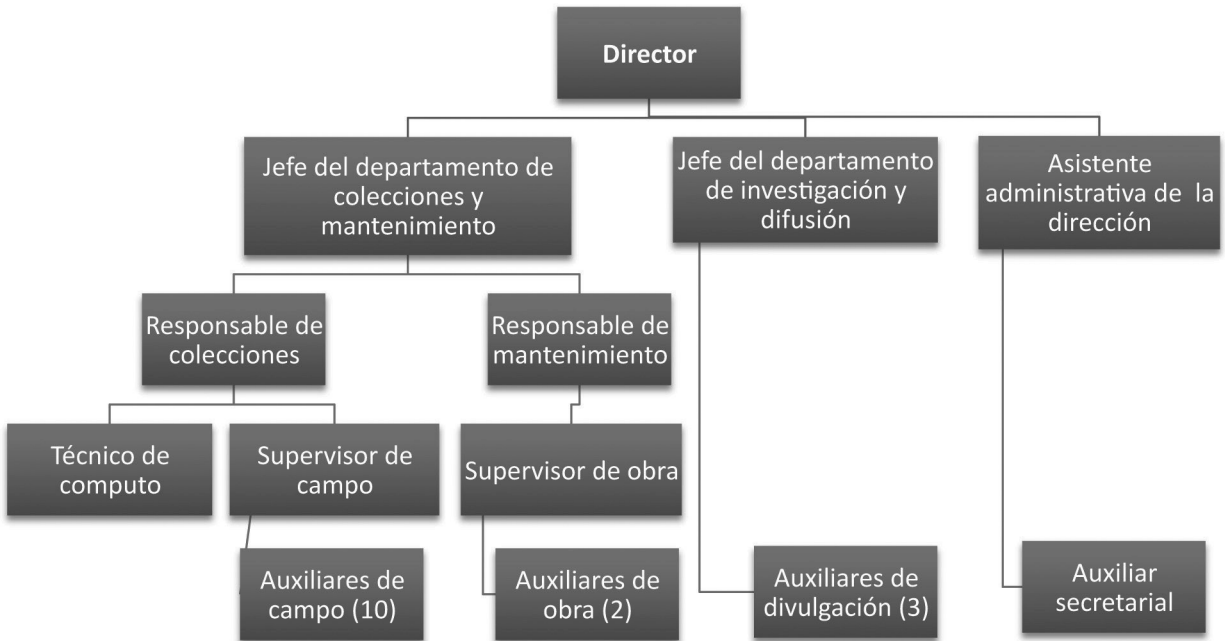 Director
Jefe del departamento de
colecciones y
mantenimiento
Jefe del departamento
de investigación y
difusión
Asistente
administrativa de la
dirección
Responsable de
colecciones
Responsable de
mantenimiento
Técnico de
computo
Supervisor de
campo
Supervisor de obra
Auxiliares de
campo (10)
Auxiliares de
obra (2)
Auxiliares de
divulgación (3)
Auxiliar
secretarial